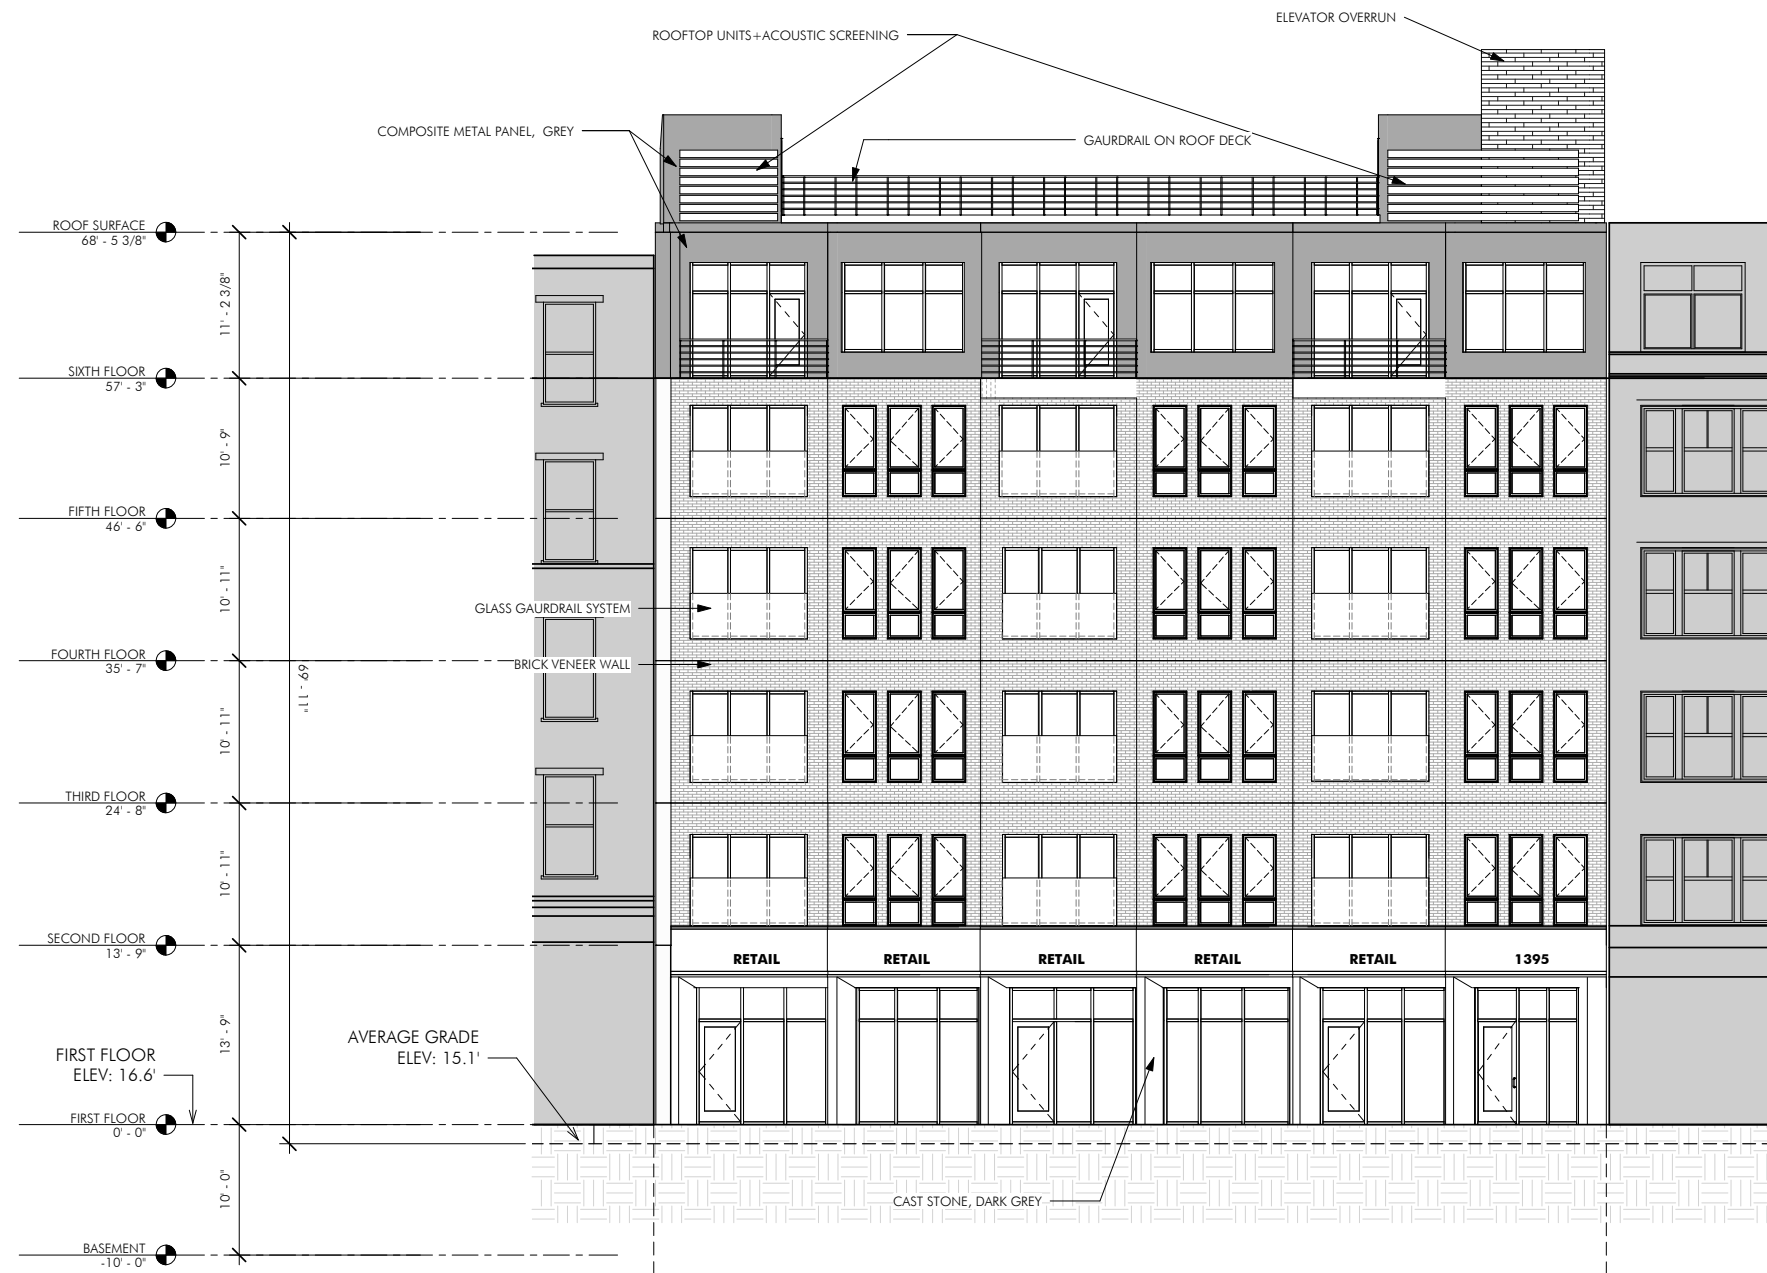 ELEVATOR OVERRUN
ROOFTOP UNITS+ACOUSTIC SCREENING
COMPOSITE METAL PANEL, GREY
GAURDRAIL ON ROOF DECK
ROOF SURFACE
68' - 5 3/8"
11' - 2 3/8"
SIXTH FLOOR
57' - 3"
10' - 9"
FIFTH FLOOR
46' - 6"
10' - 11"
GLASS GAURDRAIL SYSTEM
FOURTH FLOOR
35' - 7"
BRICK VENEER WALL
69' - 11"
10' - 11"
THIRD FLOOR
24' - 8"
10' - 11"
SECOND FLOOR
13' - 9"
RETAIL
RETAIL
RETAIL
RETAIL
RETAIL
1395
13' - 9"
AVERAGE GRADE
ELEV: 15.1'
FIRST FLOOR
ELEV: 16.6'
FIRST FLOOR
0' - 0"
10' - 0"
CAST STONE, DARK GREY
BASEMENT
-10' - 0"